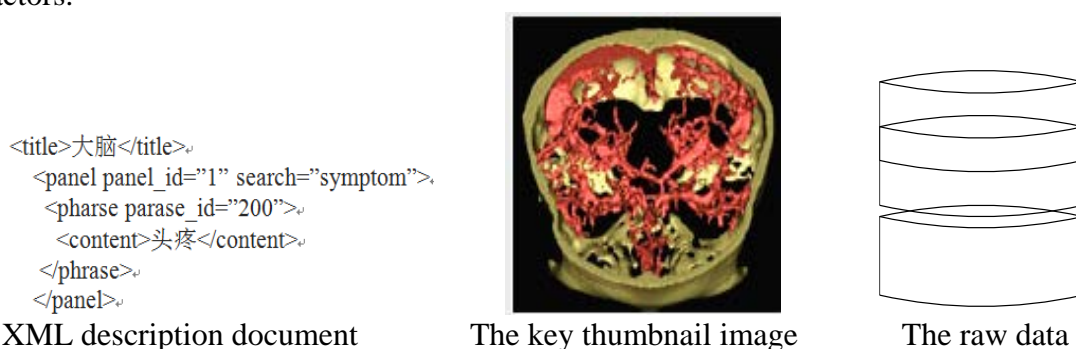 actors.
<title>大脑</title>
<panel panel_id=”1” search=”symptom”>
<pharse parase_id=”200”>
<content>头疼</content>
</phrase>
</panel>
XML description document
The key thumbnail image
The raw data